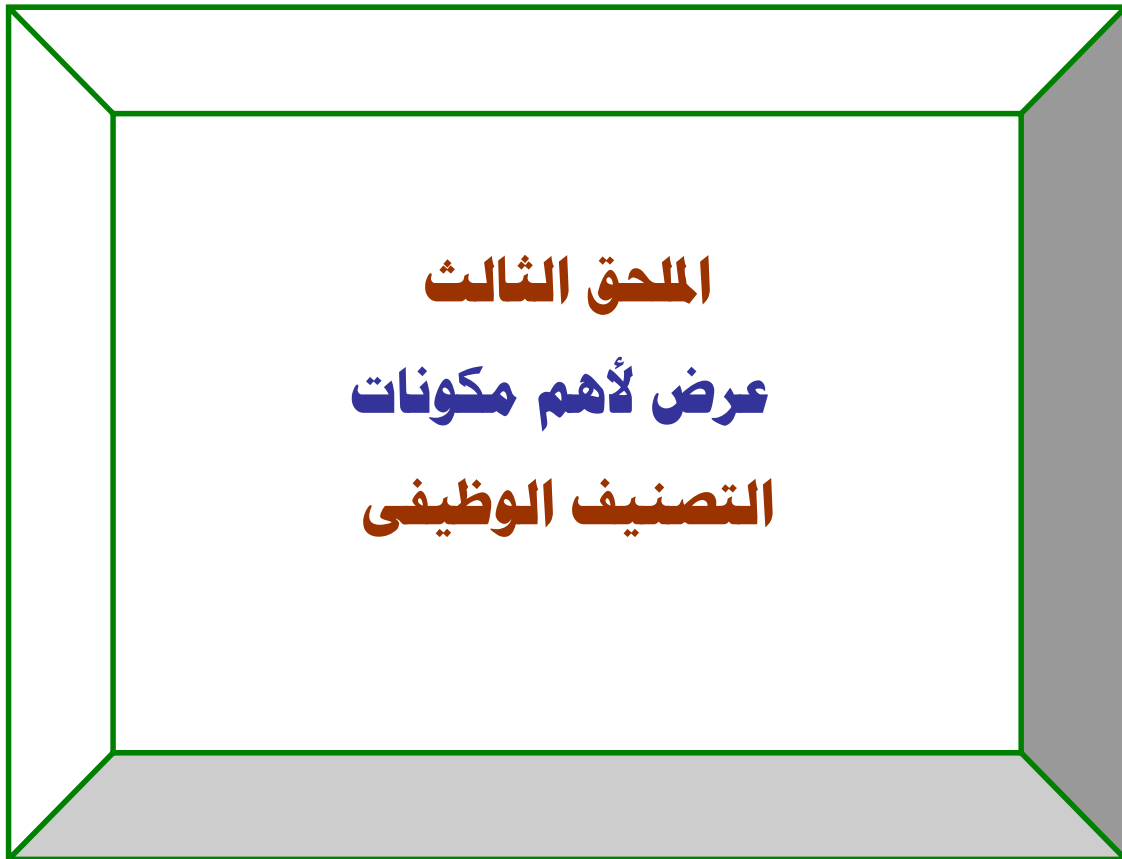 الملحق الثالث
عرض لأهم مكونات
التصنيف الوظيفى